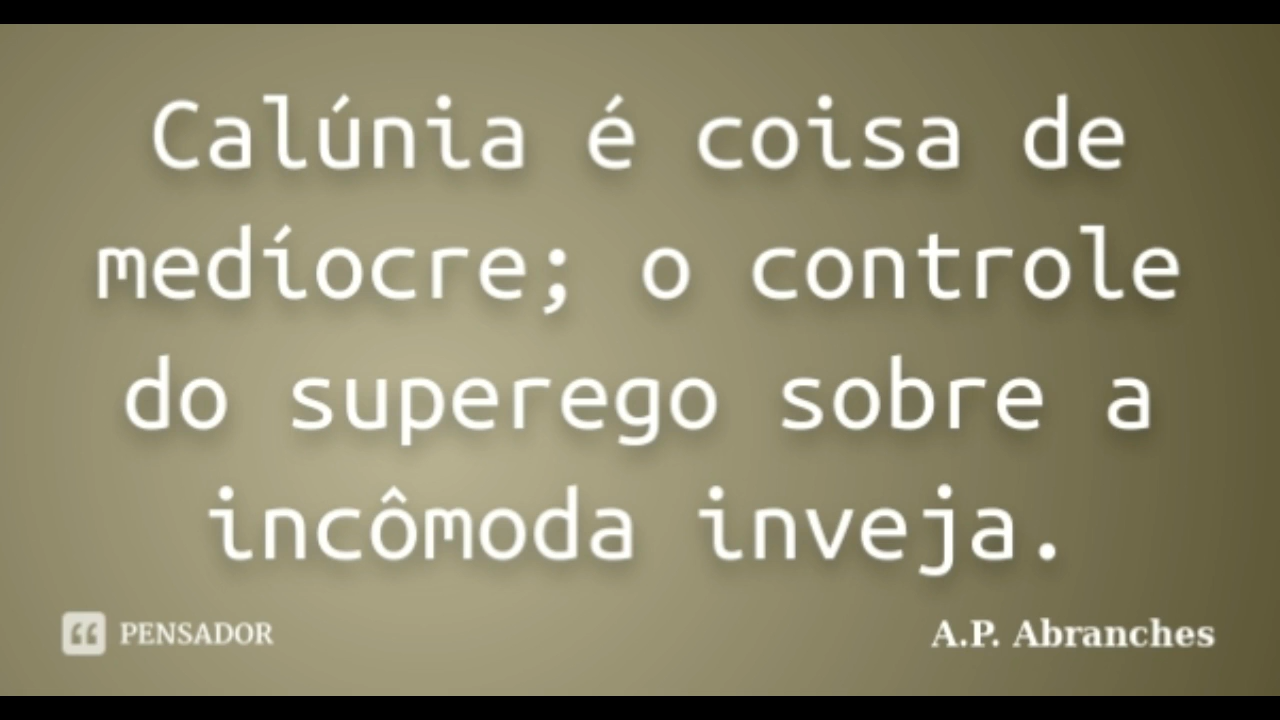 Calúnia é coisa de
medíocre; o controle
do superego sobre a
incômoda inveja.
PENSADOR
A.P. Abranches